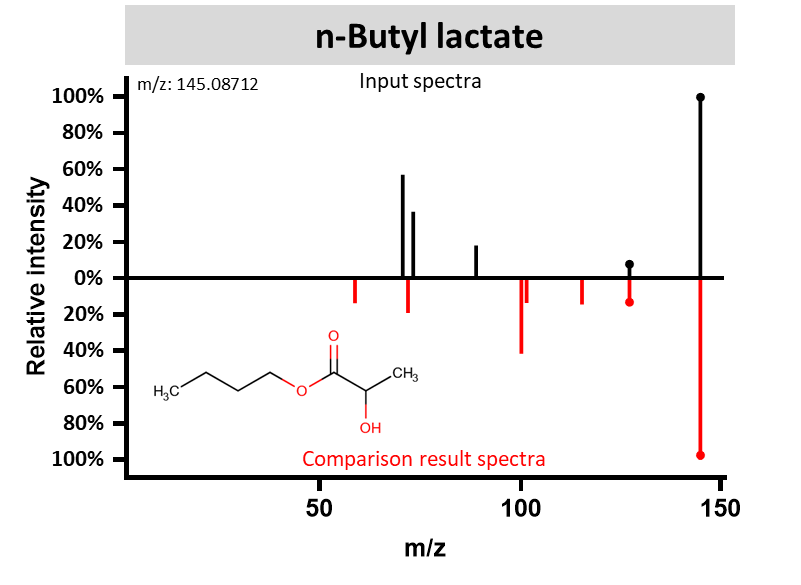 n-Butyl lactate
m/z: 145.08712
Input spectra
100%
80%
60%
40%
20%
0%
20%
40%
60%
80%
100%
Relative intensity
O
H₃C
O
CH₃
OH
Comparison result spectra
50
100
150
m/z